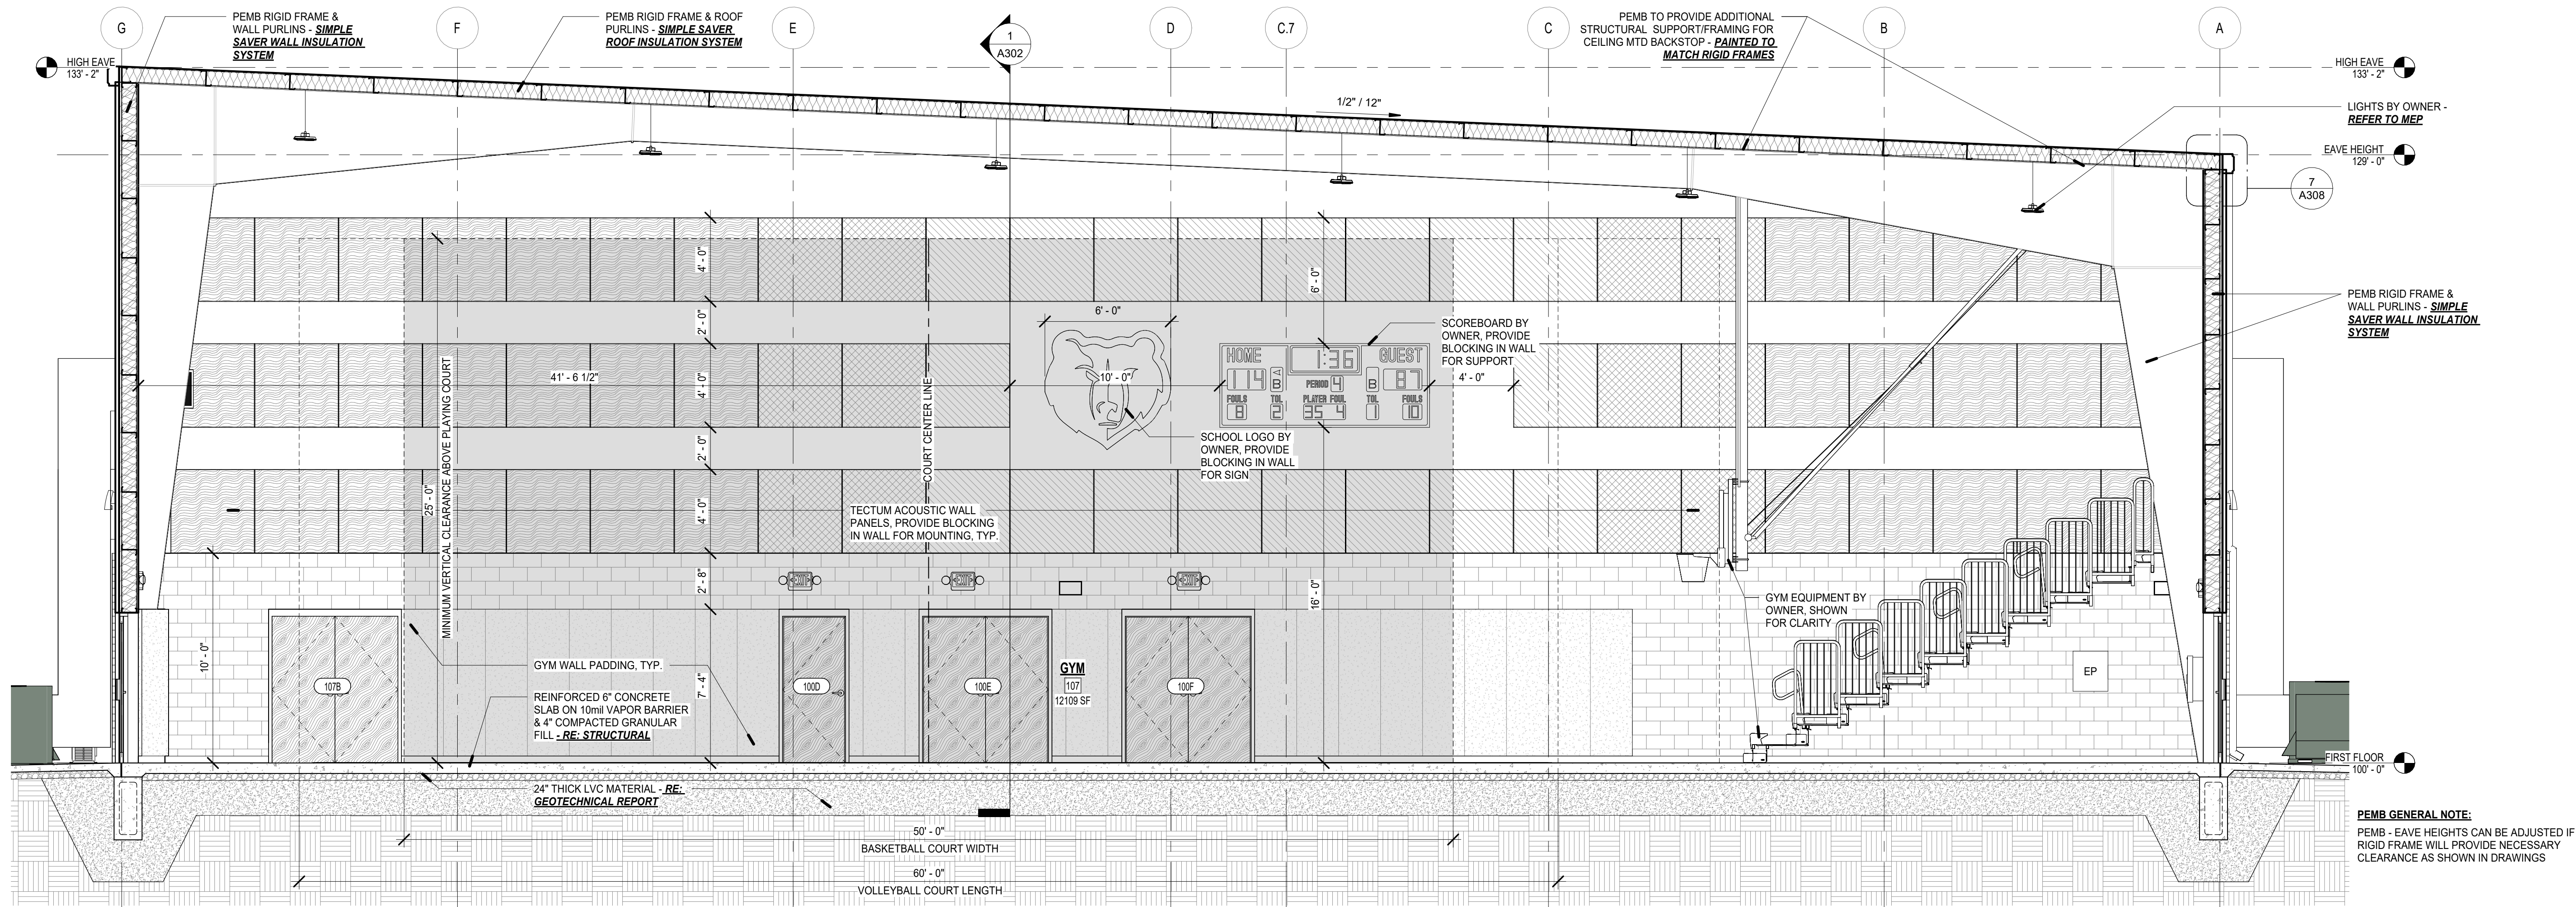 G
F
E
D
C.7
C
B
A
PEMB RIGID FRAME &
WALL PURLINS - SIMPLE
SAVER WALL INSULATION
SYSTEM
PEMB RIGID FRAME & ROOF
PURLINS - SIMPLE SAVER
ROOF INSULATION SYSTEM
1
A302
PEMB TO PROVIDE ADDITIONAL
STRUCTURAL SUPPORT/FRAMING FOR
CEILING MTD BACKSTOP - PAINTED TO
MATCH RIGID FRAMES
HIGH EAVE
133' - 2"
HIGH EAVE
133' - 2"
1/2" / 12"
LIGHTS BY OWNER -
REFER TO MEP
EAVE HEIGHT
129' - 0"
7
A308
4' - 0"
2' - 0"
4' - 0"
2' - 0"
4' - 0"
2' - 8"
7' - 4"
6' - 0"
6' - 0"
16' - 0"
41' - 6 1/2"
10' - 0"
4' - 0"
25' - 0"
MINIMUM VERTICAL CLEARANCE ABOVE PLAYING COURT
COURT CENTER LINE
10' - 0"
HOME
1:36
GUEST
114
A
B
PERIOD
4
B
87
FOULS
TOL
PLAYER FOUL
TOL
FOULS
8
2
35 4
1
10
SCOREBOARD BY
OWNER, PROVIDE
BLOCKING IN WALL
FOR SUPPORT
SCHOOL LOGO BY
OWNER, PROVIDE
BLOCKING IN WALL
FOR SIGN
PEMB RIGID FRAME &
WALL PURLINS - SIMPLE
SAVER WALL INSULATION
SYSTEM
TECTUM ACOUSTIC WALL
PANELS, PROVIDE BLOCKING
IN WALL FOR MOUNTING, TYP.
EXIT
EXIT
EXIT
GYM EQUIPMENT BY
OWNER, SHOWN
FOR CLARITY
GYM WALL PADDING, TYP.
REINFORCED 6" CONCRETE
SLAB ON 10mil VAPOR BARRIER
& 4" COMPACTED GRANULAR
FILL - RE: STRUCTURAL
107B
100D
100E
100F
GYM
107
12109 SF
EP
FIRST FLOOR
100' - 0"
24" THICK LVC MATERIAL - RE:
GEOTECHNICAL REPORT
50' - 0"
BASKETBALL COURT WIDTH
60' - 0"
VOLLEYBALL COURT LENGTH
PEMB GENERAL NOTE:
PEMB - EAVE HEIGHTS CAN BE ADJUSTED IF
RIGID FRAME WILL PROVIDE NECESSARY
CLEARANCE AS SHOWN IN DRAWINGS